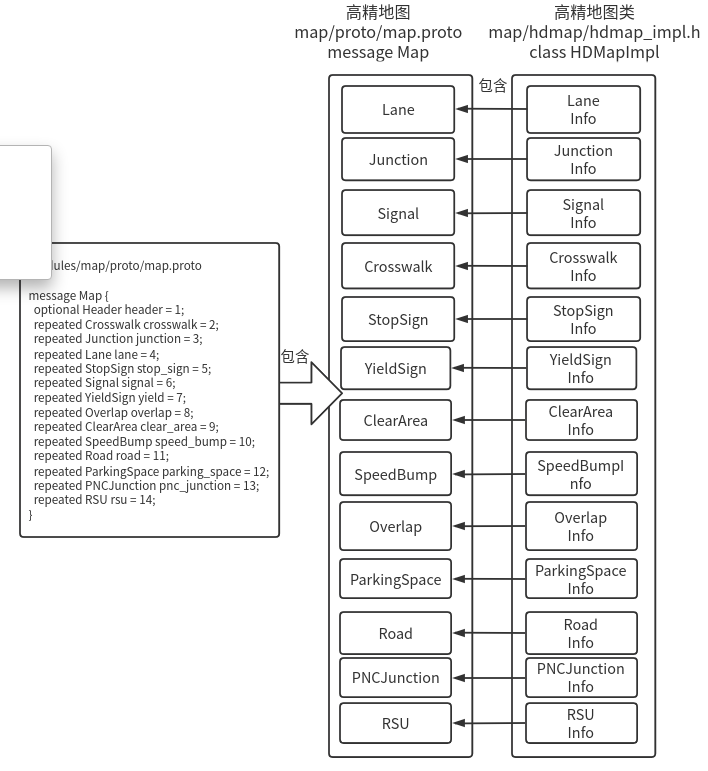 高精地图
map/proto/map.proto
message Map
高精地图类
map/hdmap/hdmap_impl.h
class HDMapImpl
包含
Lane
Lane
Info
Junction
Junction
Info
Signal
Signal
Info
Crosswalk
Crosswalk
Info
StopSign
StopSign
Info
YieldSign
YieldSign
Info
ClearArea
ClearArea
Info
SpeedBump
SpeedBumpI
nfo
Overlap
Overlap
Info
ParkingSpace
ParkingSpace
Info
Road
Road
Info
PNCJunction
PNCJunction
Info
RSU
RSU
Info
包含
ules/map/proto/map.proto
message Map {
optional Header header = 1;
repeated Crosswalk crosswalk = 2;
repeated Junction junction = 3;
repeated Lane lane = 4;
repeated StopSign stop_sign = 5;
repeated Signal signal = 6;
repeated YieldSign yield = 7;
repeated Overlap overlap = 8;
repeated ClearArea clear_area = 9;
repeated SpeedBump speed_bump = 10;
repeated Road road = 11;
repeated ParkingSpace parking_space = 12;
repeated PNCJunction pnc_junction = 13;
repeated RSU rsu = 14;
}